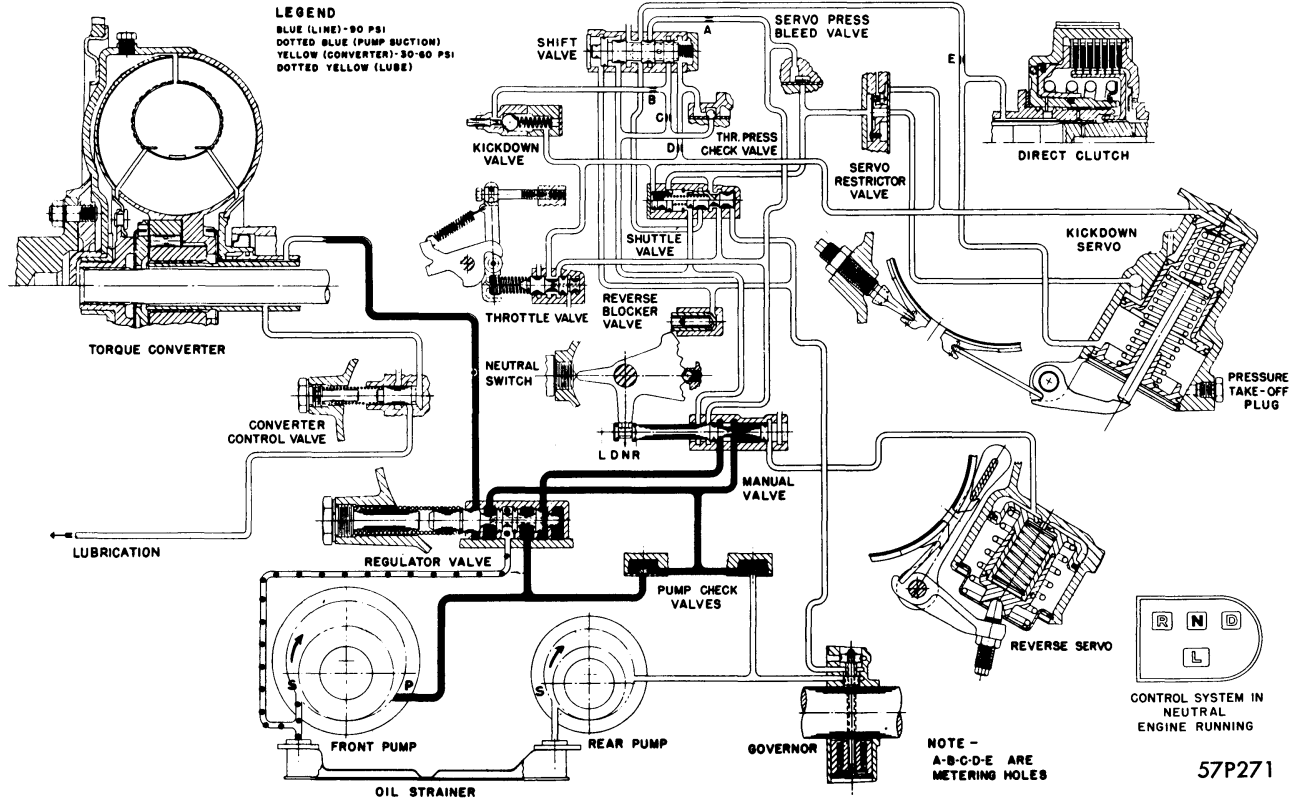 LEGEND
BLUE (LINE)-90 PSI
DOTTED BLUE (PUMP SUCTION)
YELLOW (CONVERTER)-30-60 PSI
DOTTED YELLOW (LUBE)
SHIFT
VALVE
A
SERVO PRESS
BLEED VALVE
E
B
C
D
KICKDOWN
VALVE
THR. PRESS
CHECK VALVE
SERVO
RESTRICTOR
VALVE
DIRECT CLUTCH
SHUTTLE
VALVE
KICKDOWN
SERVO
THROTTLE VALVE
REVERSE
BLOCKER
VALVE
TORQUE CONVERTER
NEUTRAL
SWITCH
PRESSURE
TAKE-OFF
PLUG
CONVERTER
CONTROL VALVE
L D N R
MANUAL
VALVE
LUBRICATION
REGULATOR VALVE
PUMP CHECK
VALVES
REVERSE SERVO
R N D
L
S
P
S
CONTROL SYSTEM IN
NEUTRAL
ENGINE RUNNING
FRONT PUMP
REAR PUMP
GOVERNOR
NOTE -
A-B-C-D-E ARE
METERING HOLES
OIL STRAINER
57P271